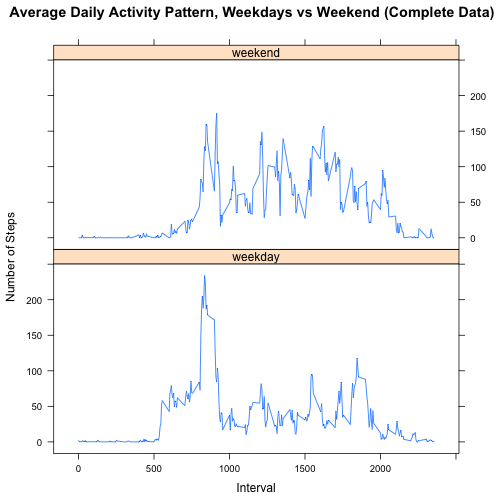 Average Daily Activity Pattern, Weekdays vs Weekend (Complete Data)
weekend
200
150
100
50
0
weekday
200
150
100
50
0
Number of Steps
0 500 1000 1500 2000
Interval